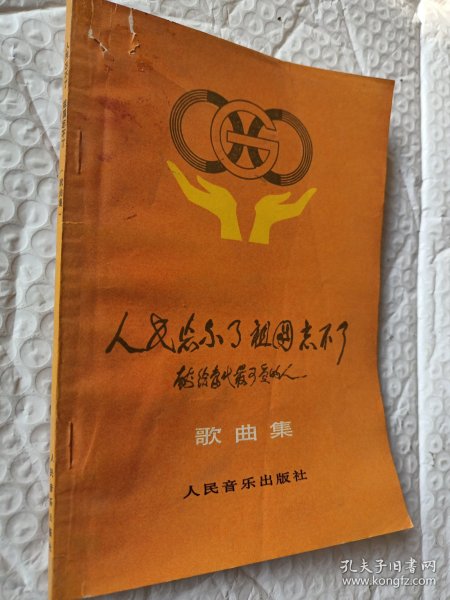 人民忘不了祖国忘不了
献给当代最可爱的人
歌曲集
人民音乐出版社
孔夫子旧书网
www.kongfz.com